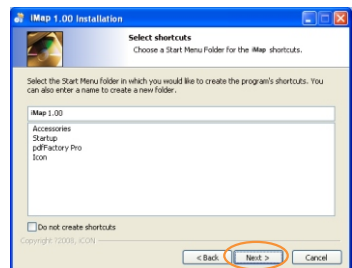 iMap 1.00 Installation
Select shortcuts
Choose a Start Menu Folder for the iMap shortcuts.
Select the Start Menu folder in which you would like to create the program's shortcuts. You
can also enter a name to create a new folder.
iMap 1.00
Accessories
Startup
pdfFactory Pro
Icon
Do not create shortcuts
Copyright ?2008, iCON
< Back
Next >
Cancel